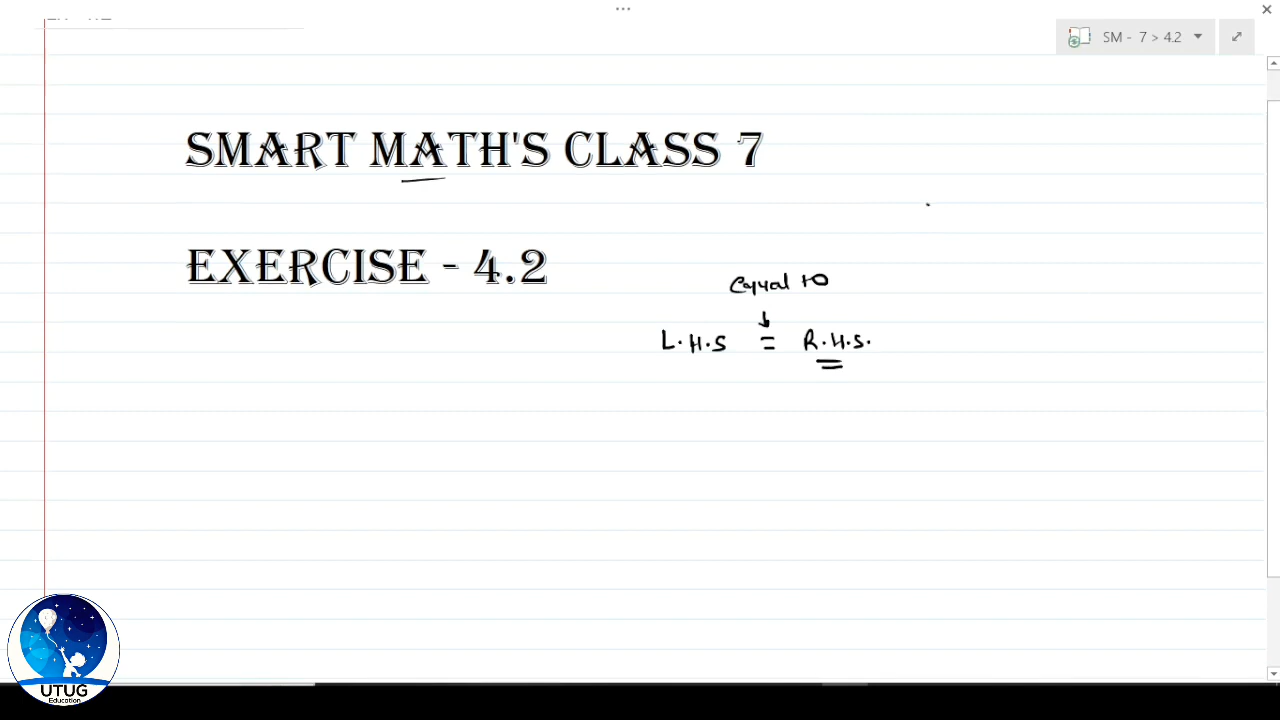 SM - 7 > 4.2
SMART MATH'S CLASS 7
EXERCISE - 4.2
Equal to
L.H.S = R.H.S.
UTUG
Education